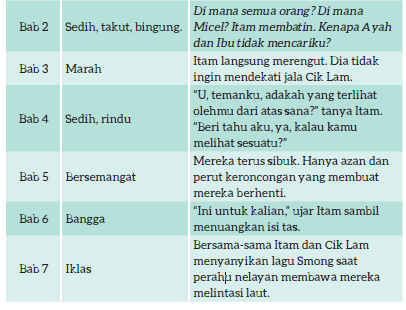 Bab 2 Sedih, takut, bingung. Di mana semua orang? Di mana
Micel? Itam membatin. Kenapa Ayah
dan Ibu tidak mencariku?
Bab 3 Marah Itam langsung merengut. Dia tidak
ingin mendekati jala Cik Lam.
Bab 4 Sedih, rindu “U, temanku, adakah yang terlihat
olehmu dari atas sana?” tanya Itam.
“Beri tahu aku, ya, kalau kamu
melihat sesuatu?”
Bab 5 Bersemangat Mereka terus sibuk. Hanya azan dan
perut keroncongan yang membuat
mereka berhenti.
Bab 6 Bangga “Ini untuk kalian,” ujar Itam sambil
menuangkan isi tas.
Bab 7 Iklas Bersama-sama Itam dan Cik Lam
menyanyikan lagu Smong saat
perahu nelayan membawa mereka
melintasi laut.